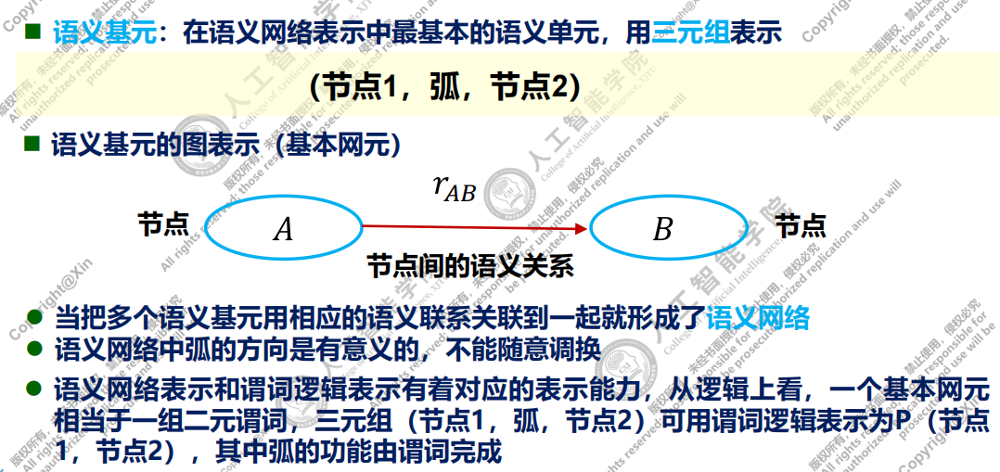 语义基元：在语义网络表示中最基本的语义单元，用三元组表示
（节点1，弧，节点2）
语义基元的图表示（基本网元）
r_{AB}
节点 A B 节点
节点间的语义关系
当把多个语义基元用相应的语义联系关联到一起就形成了语义网络
语义网络中弧的方向是有意义的，不能随意调换
语义网络表示和谓词逻辑表示有着对应的表示能力，从逻辑上看，一个基本网元
相当于一组二元谓词，三元组（节点1，弧，节点2）可用谓词逻辑表示为P（节点
1，节点2），其中弧的功能由谓词完成